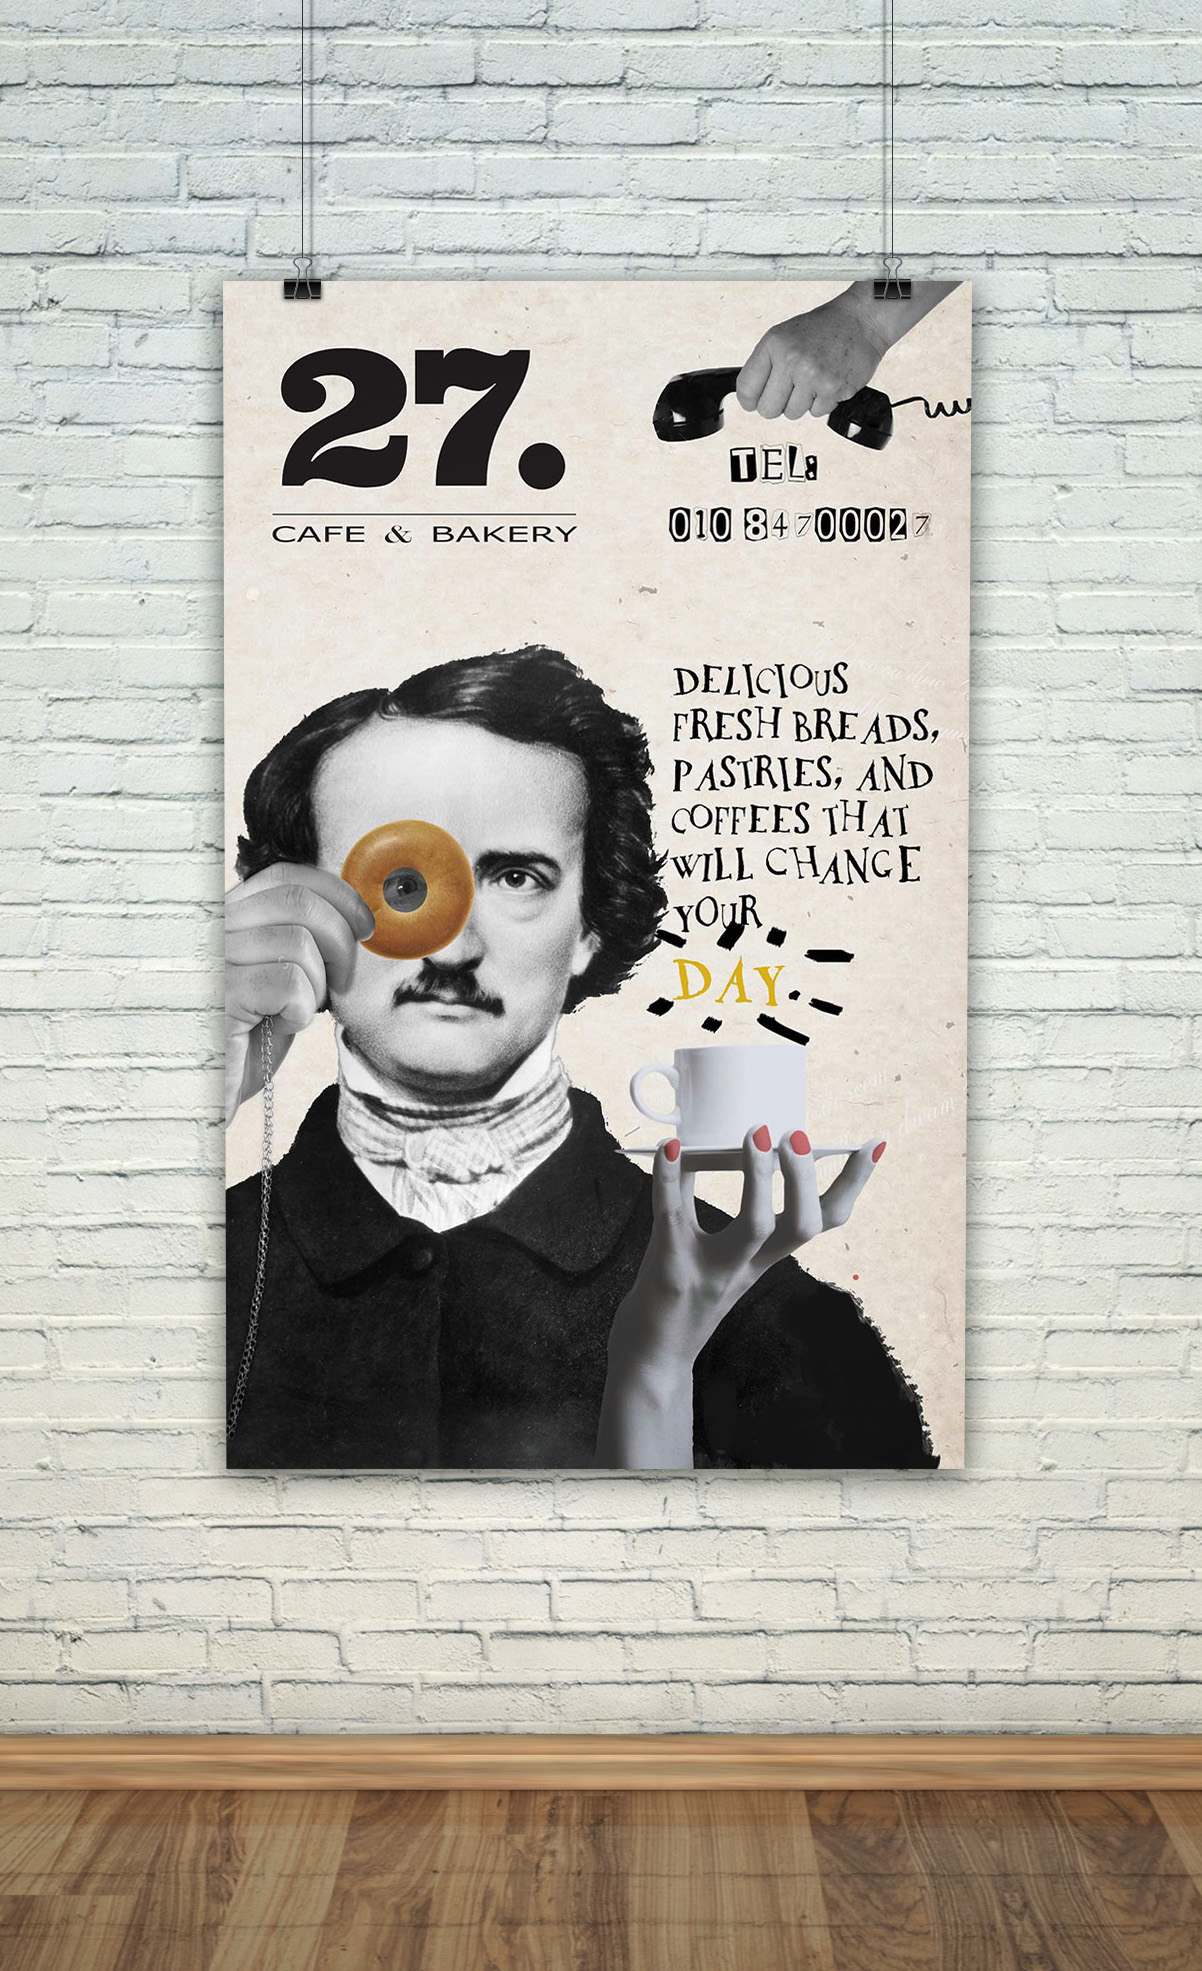 27.
CAFE & BAKERY
TEL:
010 84700027
DELICIOUS
FRESH BREADS,
PASTRIES, AND
COFFEES THAT
WILL CHANGE
YOUR
DAY.